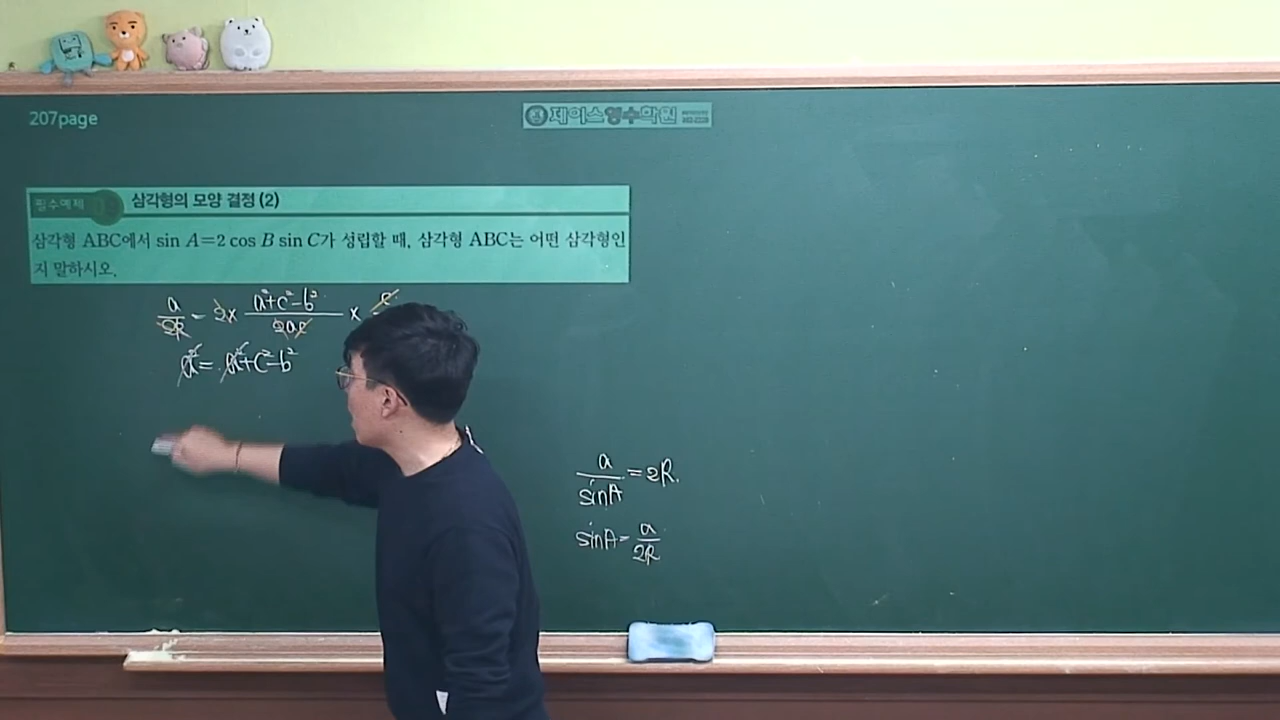 207page
제이스영수학원
필수예제
삼각형의 모양 결정 (2)
삼각형 ABC에서 sin A=2 cos B sin C가 성립할 때, 삼각형 ABC는 어떤 삼각형인
지 말하시오.
a/2R = 2 × (a²+c²-b²)/2ac ×
a² = a²+c²-b²
a/sinA = 2R.
sinA = a/2R